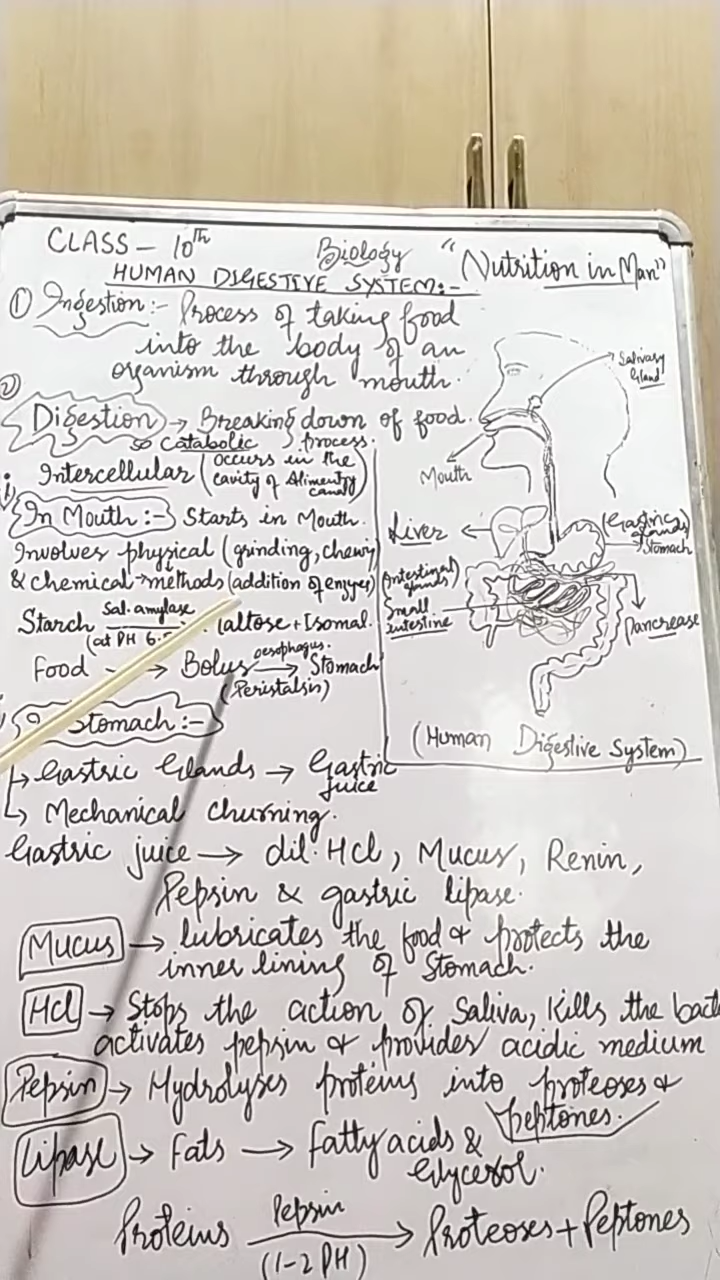 CLASS - 10th Biology "Nutrition in Man"
HUMAN DIGESTIVE SYSTEM:-
① Ingestion:- Process of taking food
into the body of an
organism through mouth.
②
Digestion → Breaking down of food.
so catabolic process.
Intercellular (occurs in the
cavity of Alimentry
canal)
In Mouth:- Starts in Mouth.
Involves physical (grinding, chewing
& chemical → methods (addition of enzymes)
Starch Sal. amylase
(at PH 6. altose + Isomal.
Food → Bolus oesophagus. → Stomach
(Peristalsis)
Stomach:-
→ Gastric Glands → Gastric
Juice
→ Mechanical churning.
Gastric juice → dil. Hcl, Mucus, Renin,
Pepsin & gastric lipase.
Mucus → lubricates the food & protects the
inner lining of Stomach.
Hcl → Stops the action of Saliva, Kills the bact
activates pepsin & provides acidic medium
Pepsin → Hydrolyses proteins into proteoses &
peptones.
Lipase → Fats → Fatty acids &
Glycerol.
Proteins Pepsin → Proteoses + Peptones
(1-2 PH)
Salivary
Gland
Mouth
Liver
(Gastric
glands)
Stomach
(Intestinal
glands)
Small
intestine
Pancrease
(Human Digestive System)